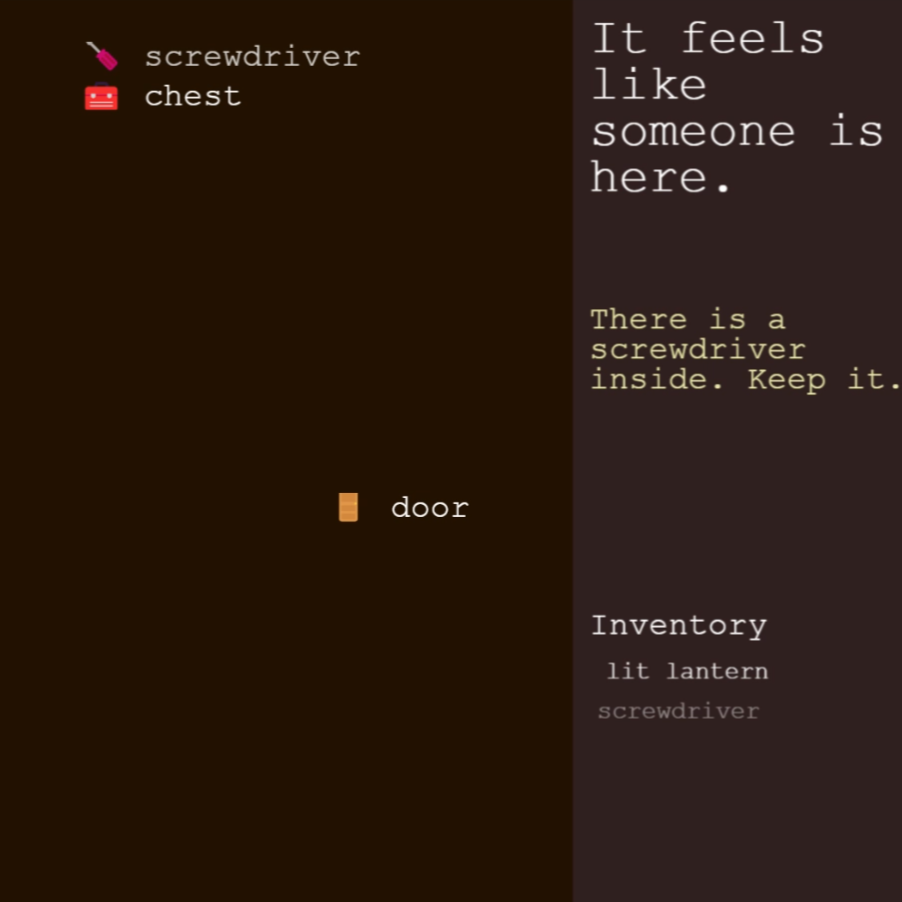 screwdriver
chest
door
It feels
like
someone is
here.
There is a
screwdriver
inside. Keep it.
Inventory
lit lantern
screwdriver